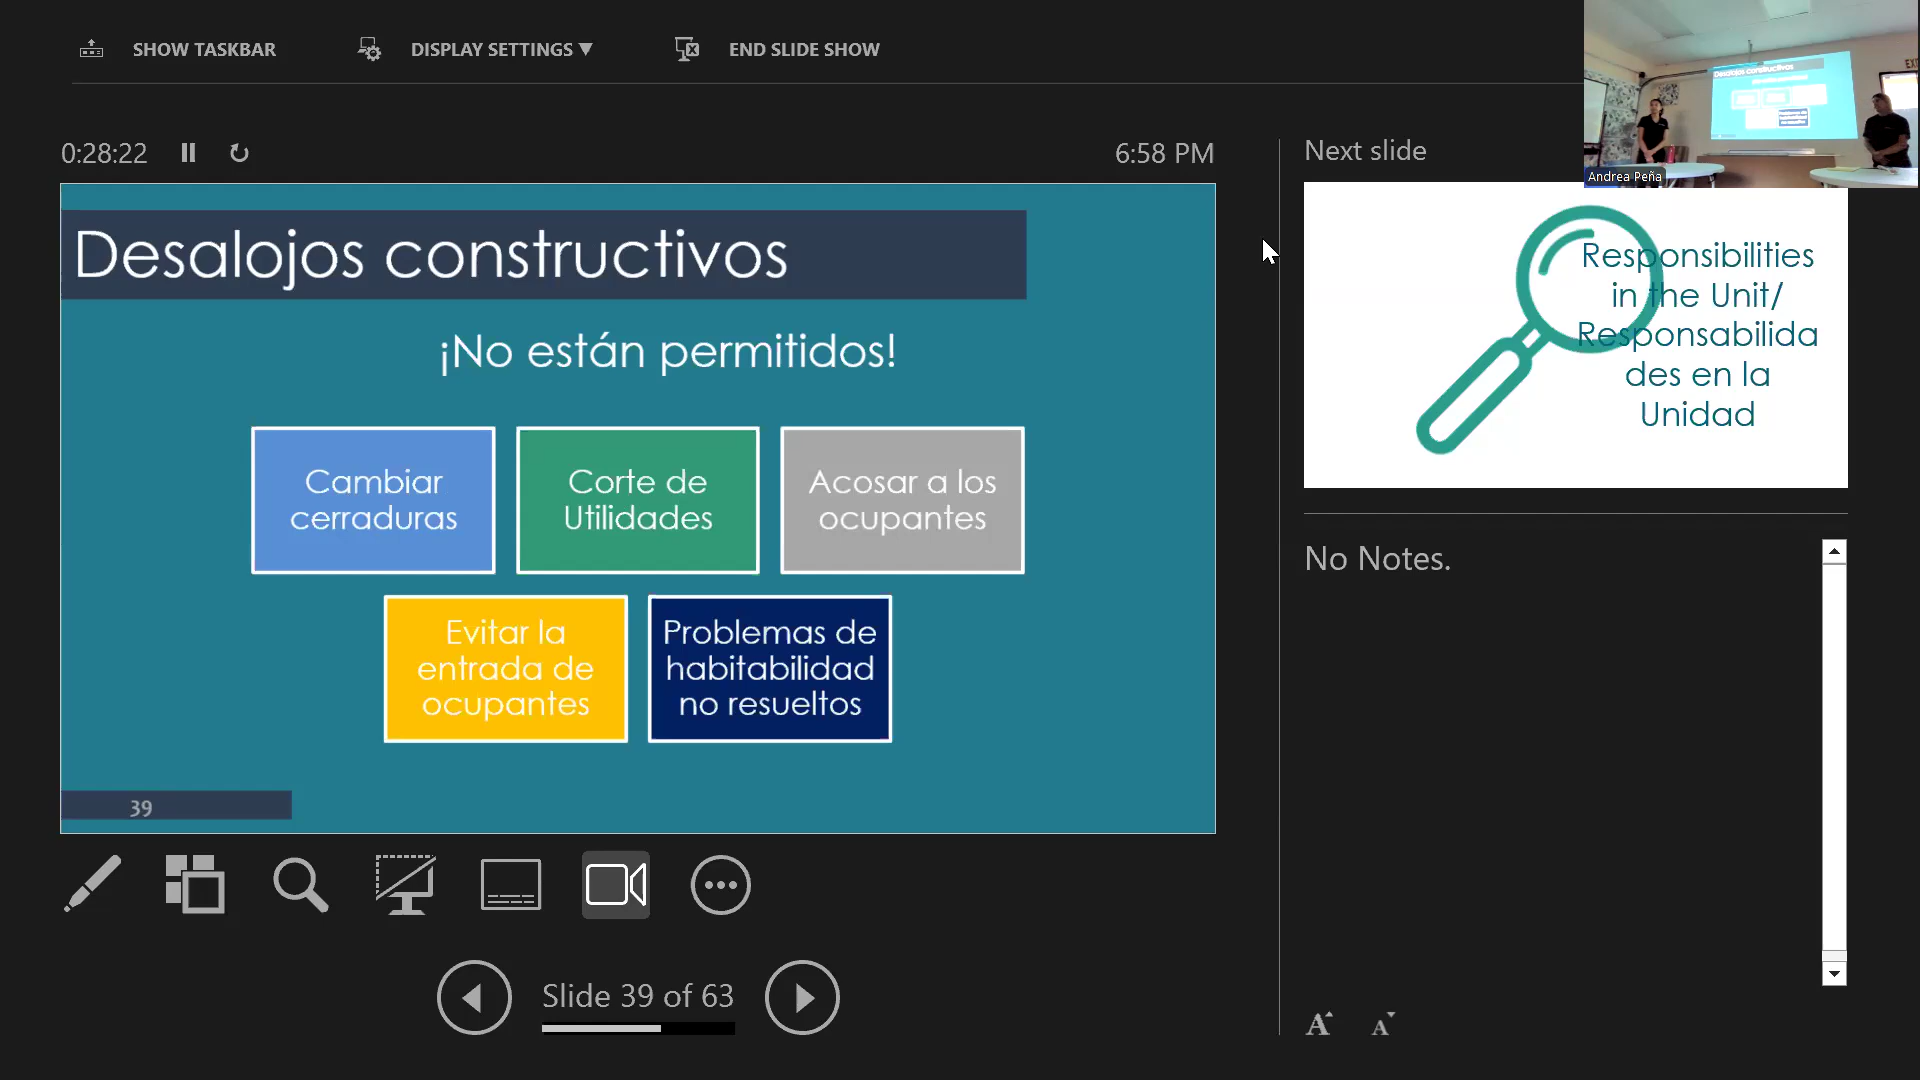 SHOW TASKBAR
DISPLAY SETTINGS ▼
END SLIDE SHOW
0:28:22
6:58 PM
Desalojos constructivos
¡No están permitidos!
Cambiar
cerraduras
Corte de
Utilidades
Acosar a los
ocupantes
Evitar la
entrada de
ocupantes
Problemas de
habitabilidad
no resueltos
39
Slide 39 of 63
Next slide
Responsibilities
in the Unit/
Responsabilida
des en la
Unidad
No Notes.
A
A
Desalojos constructivos
Andrea Peña